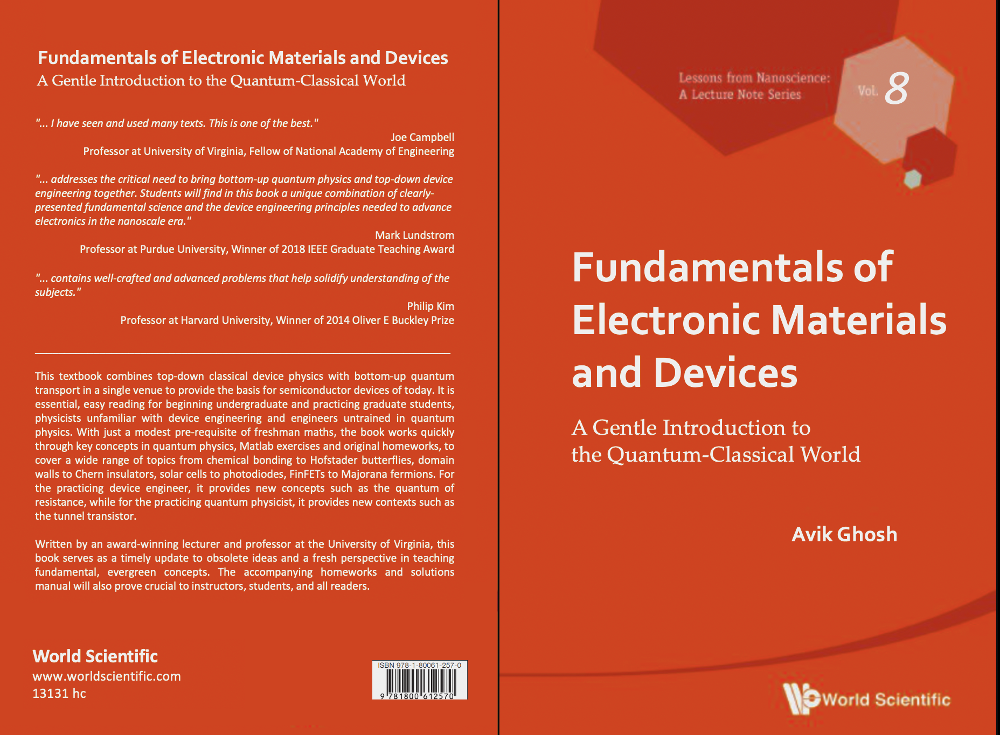 Fundamentals of Electronic Materials and Devices
A Gentle Introduction to the Quantum-Classical World
"... I have seen and used many texts. This is one of the best."
Joe Campbell
Professor at University of Virginia, Fellow of National Academy of Engineering
"... addresses the critical need to bring bottom-up quantum physics and top-down device
engineering together. Students will find in this book a unique combination of clearly-
presented fundamental science and the device engineering principles needed to advance
electronics in the nanoscale era."
Mark Lundstrom
Professor at Purdue University, Winner of 2018 IEEE Graduate Teaching Award
"... contains well-crafted and advanced problems that help solidify understanding of the
subjects."
Philip Kim
Professor at Harvard University, Winner of 2014 Oliver E Buckley Prize
This textbook combines top-down classical device physics with bottom-up quantum
transport in a single venue to provide the basis for semiconductor devices of today. It is
essential, easy reading for beginning undergraduate and practicing graduate students,
physicists unfamiliar with device engineering and engineers untrained in quantum
physics. With just a modest pre-requisite of freshman maths, the book works quickly
through key concepts in quantum physics, Matlab exercises and original homeworks, to
cover a wide range of topics from chemical bonding to Hofstader butterflies, domain
walls to Chern insulators, solar cells to photodiodes, FinFETs to Majorana fermions. For
the practicing device engineer, it provides new concepts such as the quantum of
resistance, while for the practicing quantum physicist, it provides new contexts such as
the tunnel transistor.
Written by an award-winning lecturer and professor at the University of Virginia, this
book serves as a timely update to obsolete ideas and a fresh perspective in teaching
fundamental, evergreen concepts. The accompanying homeworks and solutions
manual will also prove crucial to instructors, students, and all readers.
World Scientific
www.worldscientific.com
13131 hc
ISBN 978-1-80061-257-0
9 781800 612570
Lessons from Nanoscience:
A Lecture Note Series
Vol. 8
Fundamentals of
Electronic Materials
and Devices
A Gentle Introduction to
the Quantum-Classical World
Avik Ghosh
World Scientific